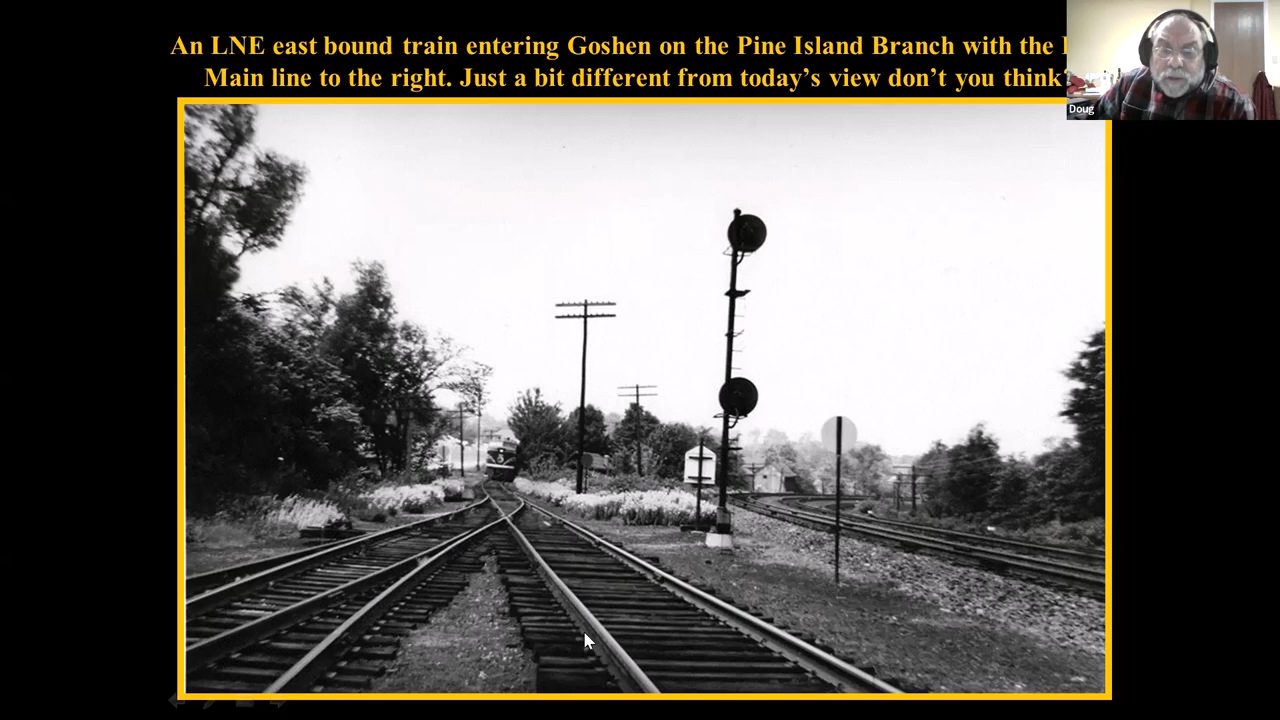 An LNE east bound train entering Goshen on the Pine Island Branch with the
Main line to the right. Just a bit different from today's view don't you think?
Doug